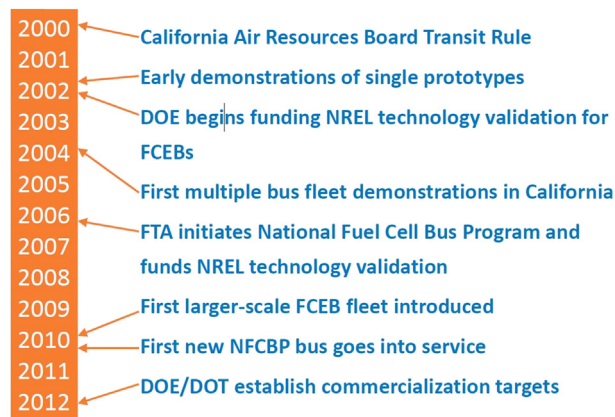 2000
California Air Resources Board Transit Rule
2001
Early demonstrations of single prototypes
2002
DOE begins funding NREL technology validation for
2003
FCEBs
2004
First multiple bus fleet demonstrations in California
2005
2006
FTA initiates National Fuel Cell Bus Program and
2007
funds NREL technology validation
2008
2009
First larger-scale FCEB fleet introduced
2010
First new NFCBP bus goes into service
2011
DOE/DOT establish commercialization targets
2012